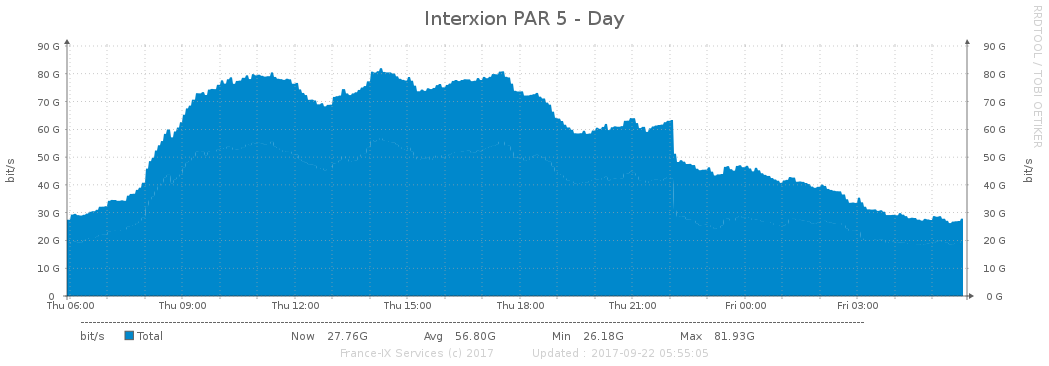 Interxion PAR 5 - Day
RRDTOOL / TOBI OETIKER
90 G 90 G
80 G 80 G
70 G 70 G
60 G 60 G
50 G 50 G
40 G 40 G
30 G 30 G
20 G 20 G
10 G 10 G
0 0 G
bit/s
bit/s
Thu 06:00 Thu 09:00 Thu 12:00 Thu 15:00 Thu 18:00 Thu 21:00 Fri 00:00 Fri 03:00
bit/s Total Now 27.76G Avg 56.80G Min 26.18G Max 81.93G
France-IX Services (c) 2017 Updated : 2017-09-22 05:55:05